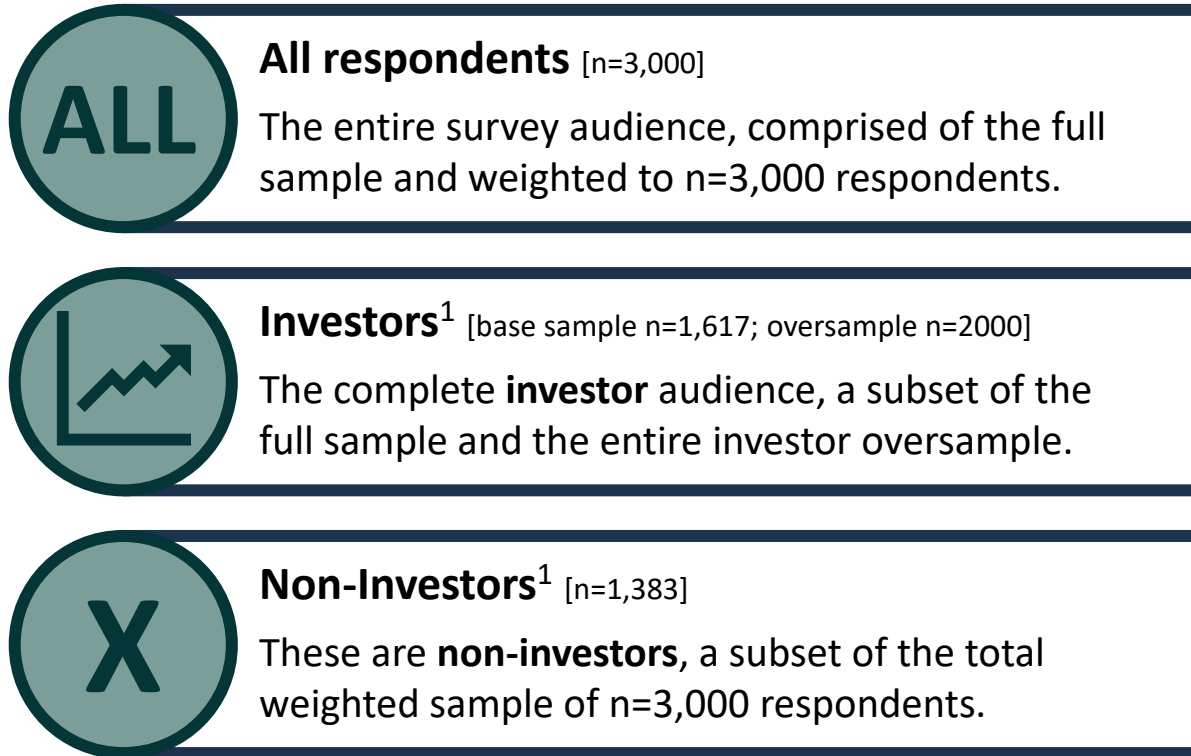 ALL
All respondents [n=3,000]
The entire survey audience, comprised of the full
sample and weighted to n=3,000 respondents.
Investors¹ [base sample n=1,617; oversample n=2000]
The complete investor audience, a subset of the
full sample and the entire investor oversample.
X
Non-Investors¹ [n=1,383]
These are non-investors, a subset of the total
weighted sample of n=3,000 respondents.